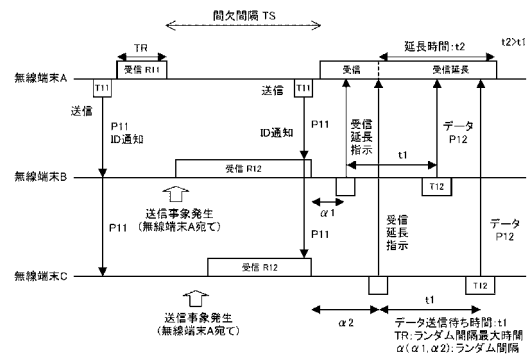 間欠間隔 TS
TR
延長時間:t2
t2>t1
無線端末A
受信 R11
受信
受信延長
T11
送信
送信
T11
P11
ID通知
ID通知
P11
受信
延長
指示
t1
データ
P12
無線端末B
受信 R12
T12
α1
送信事象発生
(無線端末A宛て)
P11
P11
受信
延長
指示
データ
P12
無線端末C
受信 R12
T12
送信事象発生
(無線端末A宛て)
α2
t1
データ送信待ち時間:t1
TR:ランダム間隔最大時間
α(α1,α2):ランダム間隔